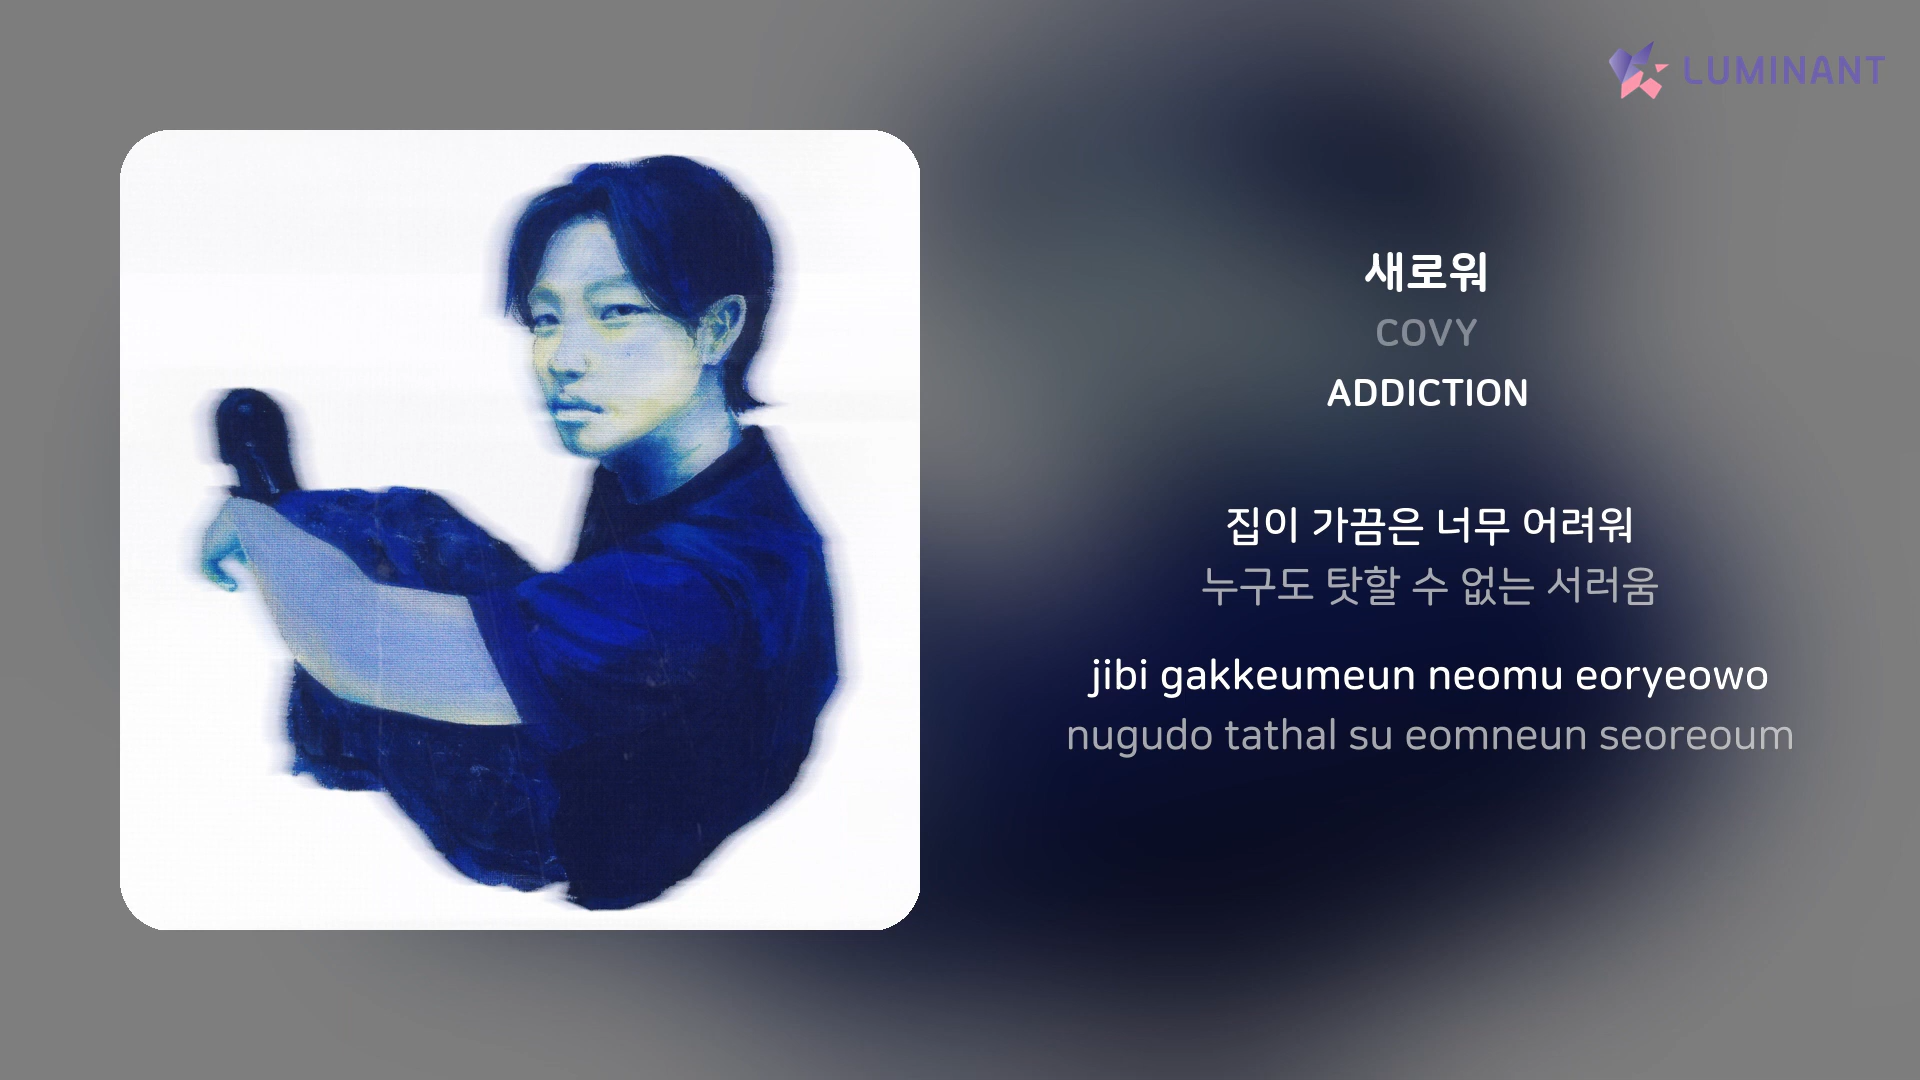 LUMINANT
새로워
COVY
ADDICTION
집이 가끔은 너무 어려워
누구도 탓할 수 없는 서러움
jibi gakkeumeun neomu eoryeowo
nugudo tathal su eomneun seoreoum